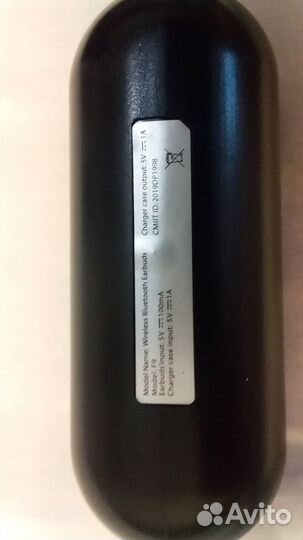 Model Name: Wireless Bluetooth Earbuds
Model: F9
Earbuds input: 5V ⎓ 100mA
Charger case input: 5V ⎓ 1A
Charger case output: 5V ⎓ 1A
CMIIT ID: 2019DP1998
Avito